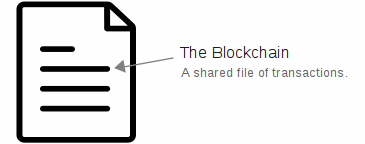 The Blockchain
A shared file of transactions.